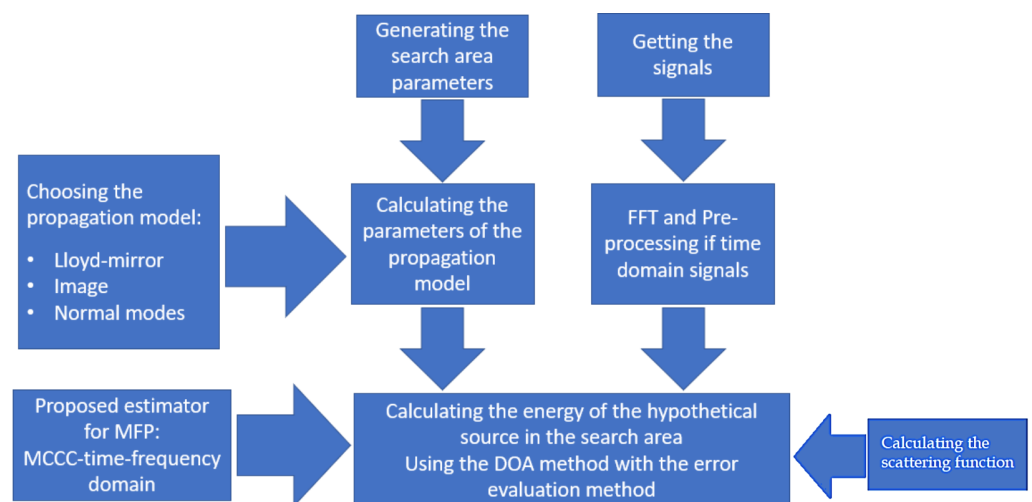 Generating the
search area
parameters
Getting the
signals
Choosing the
propagation model:
• Lloyd-mirror
• Image
• Normal modes
Calculating the
parameters of the
propagation
model
FFT and Pre-
processing if time
domain signals
Proposed estimator
for MFP:
MCCC-time-frequency
domain
Calculating the energy of the hypothetical
source in the search area
Using the DOA method with the error
evaluation method
Calculating the
scattering function